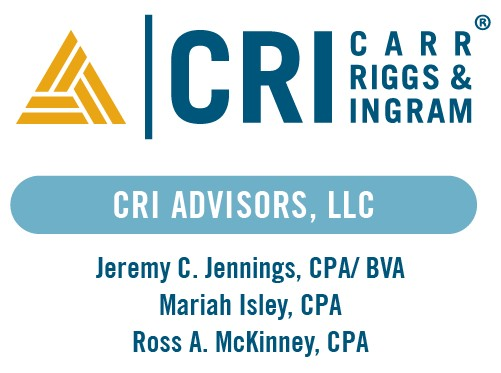 CRI CARR RIGGS & INGRAM®
CRI ADVISORS, LLC
Jeremy C. Jennings, CPA/ BVA
Mariah Isley, CPA
Ross A. McKinney, CPA